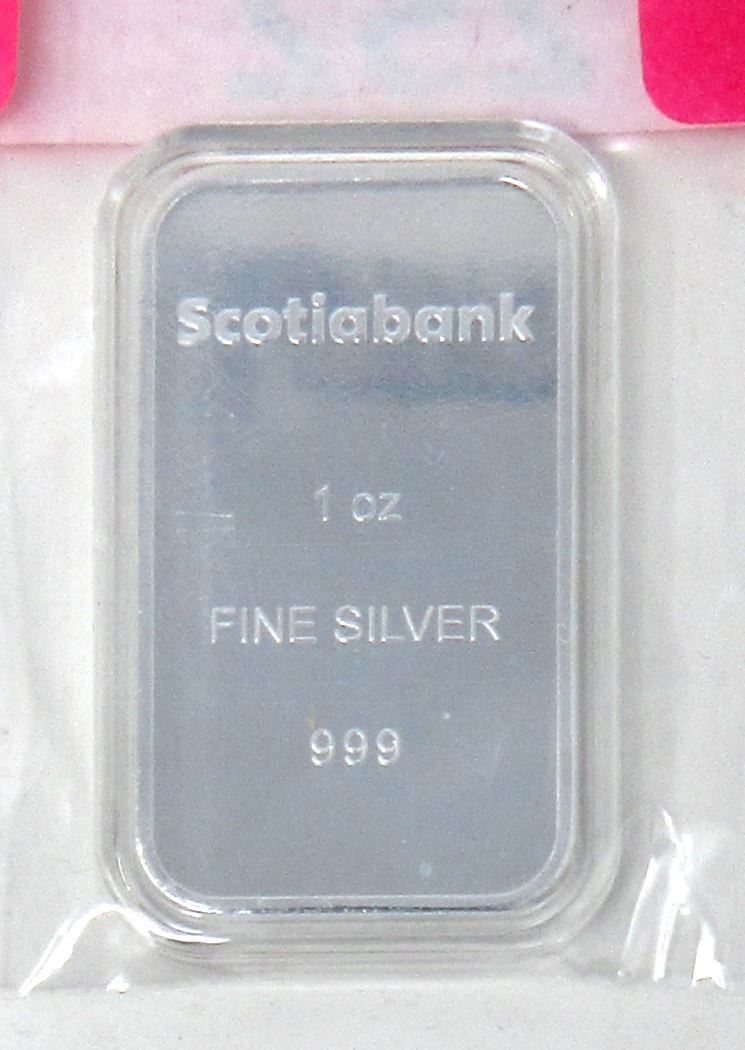 Scotiabank
1 oz
FINE SILVER
999